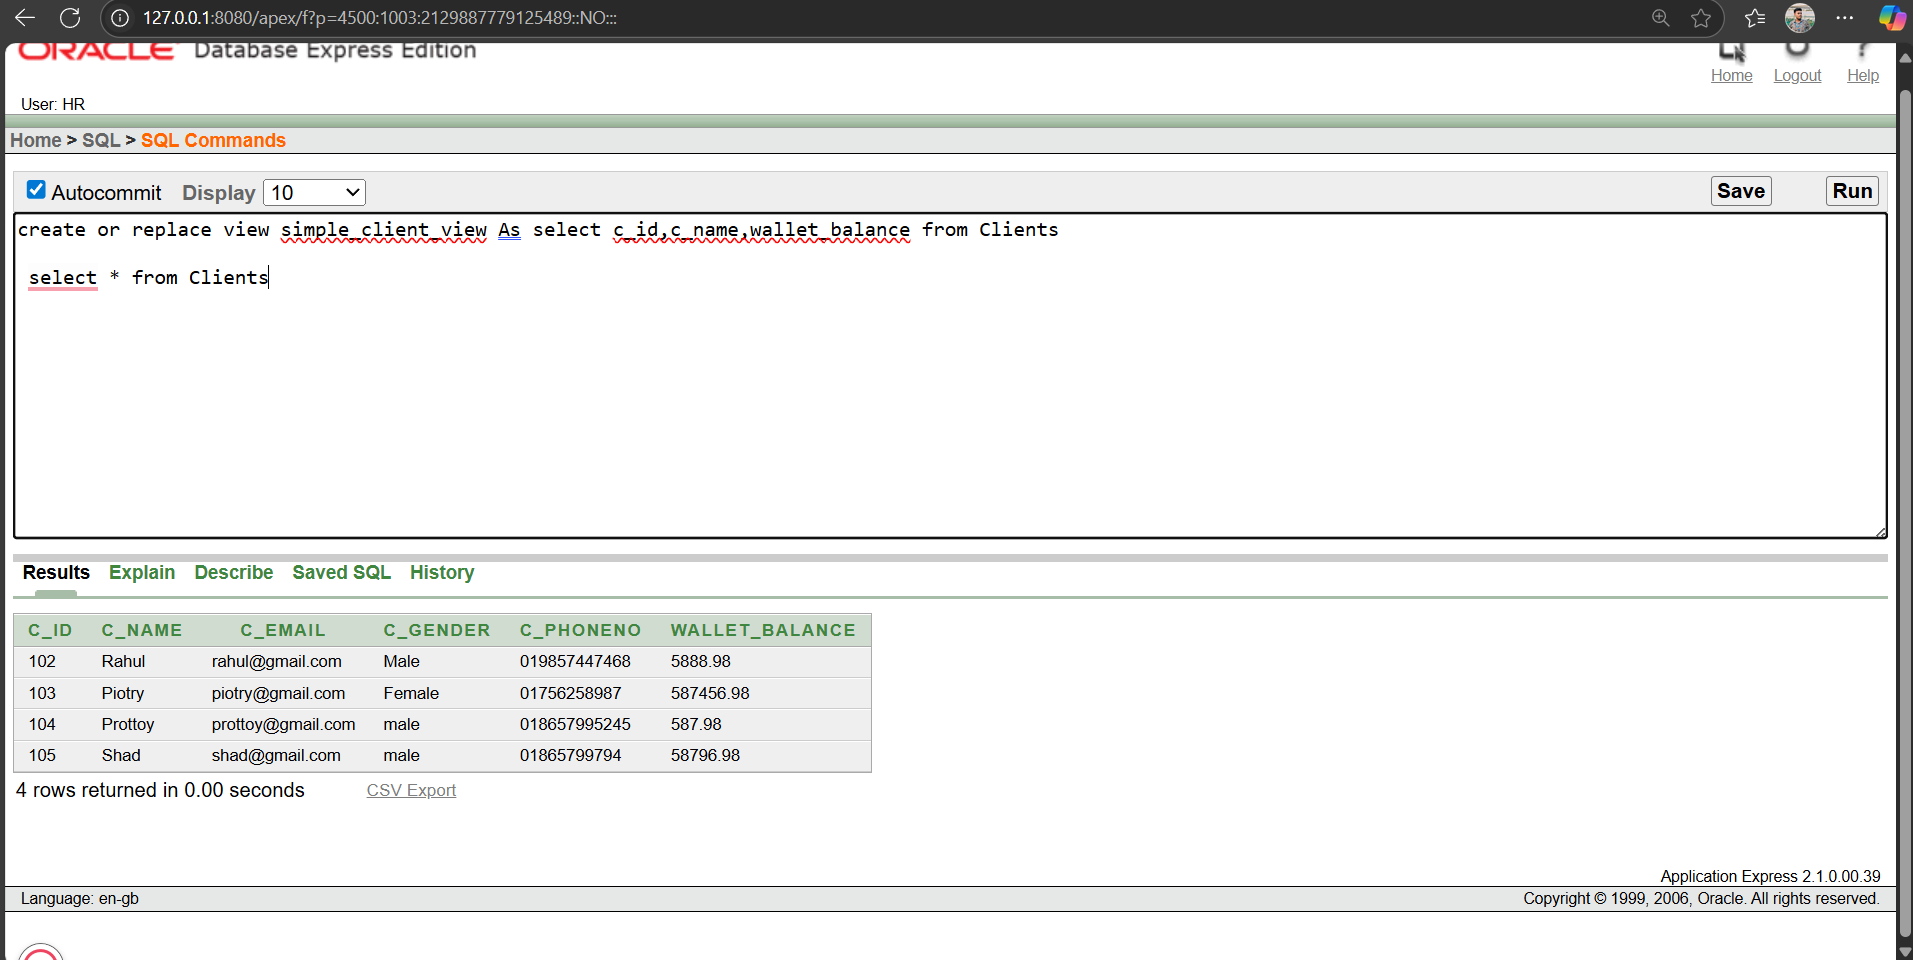 127.0.0.1:8080/apex/f?p=4500:1003:2129887779125489::NO:::
ORACLE Database Express Edition
Home Logout Help
User: HR
Home > SQL > SQL Commands
Autocommit Display 10 Save Run
create or replace view simple_client_view As select c_id,c_name,wallet_balance from Clients
select * from Clients
Results Explain Describe Saved SQL History
C_ID C_NAME C_EMAIL C_GENDER C_PHONENO WALLET_BALANCE
102 Rahul rahul@gmail.com Male 019857447468 5888.98
103 Piotry piotry@gmail.com Female 01756258987 587456.98
104 Prottoy prottoy@gmail.com male 018657995245 587.98
105 Shad shad@gmail.com male 01865799794 58796.98
4 rows returned in 0.00 seconds CSV Export
Application Express 2.1.0.00.39
Language: en-gb Copyright © 1999, 2006, Oracle. All rights reserved.